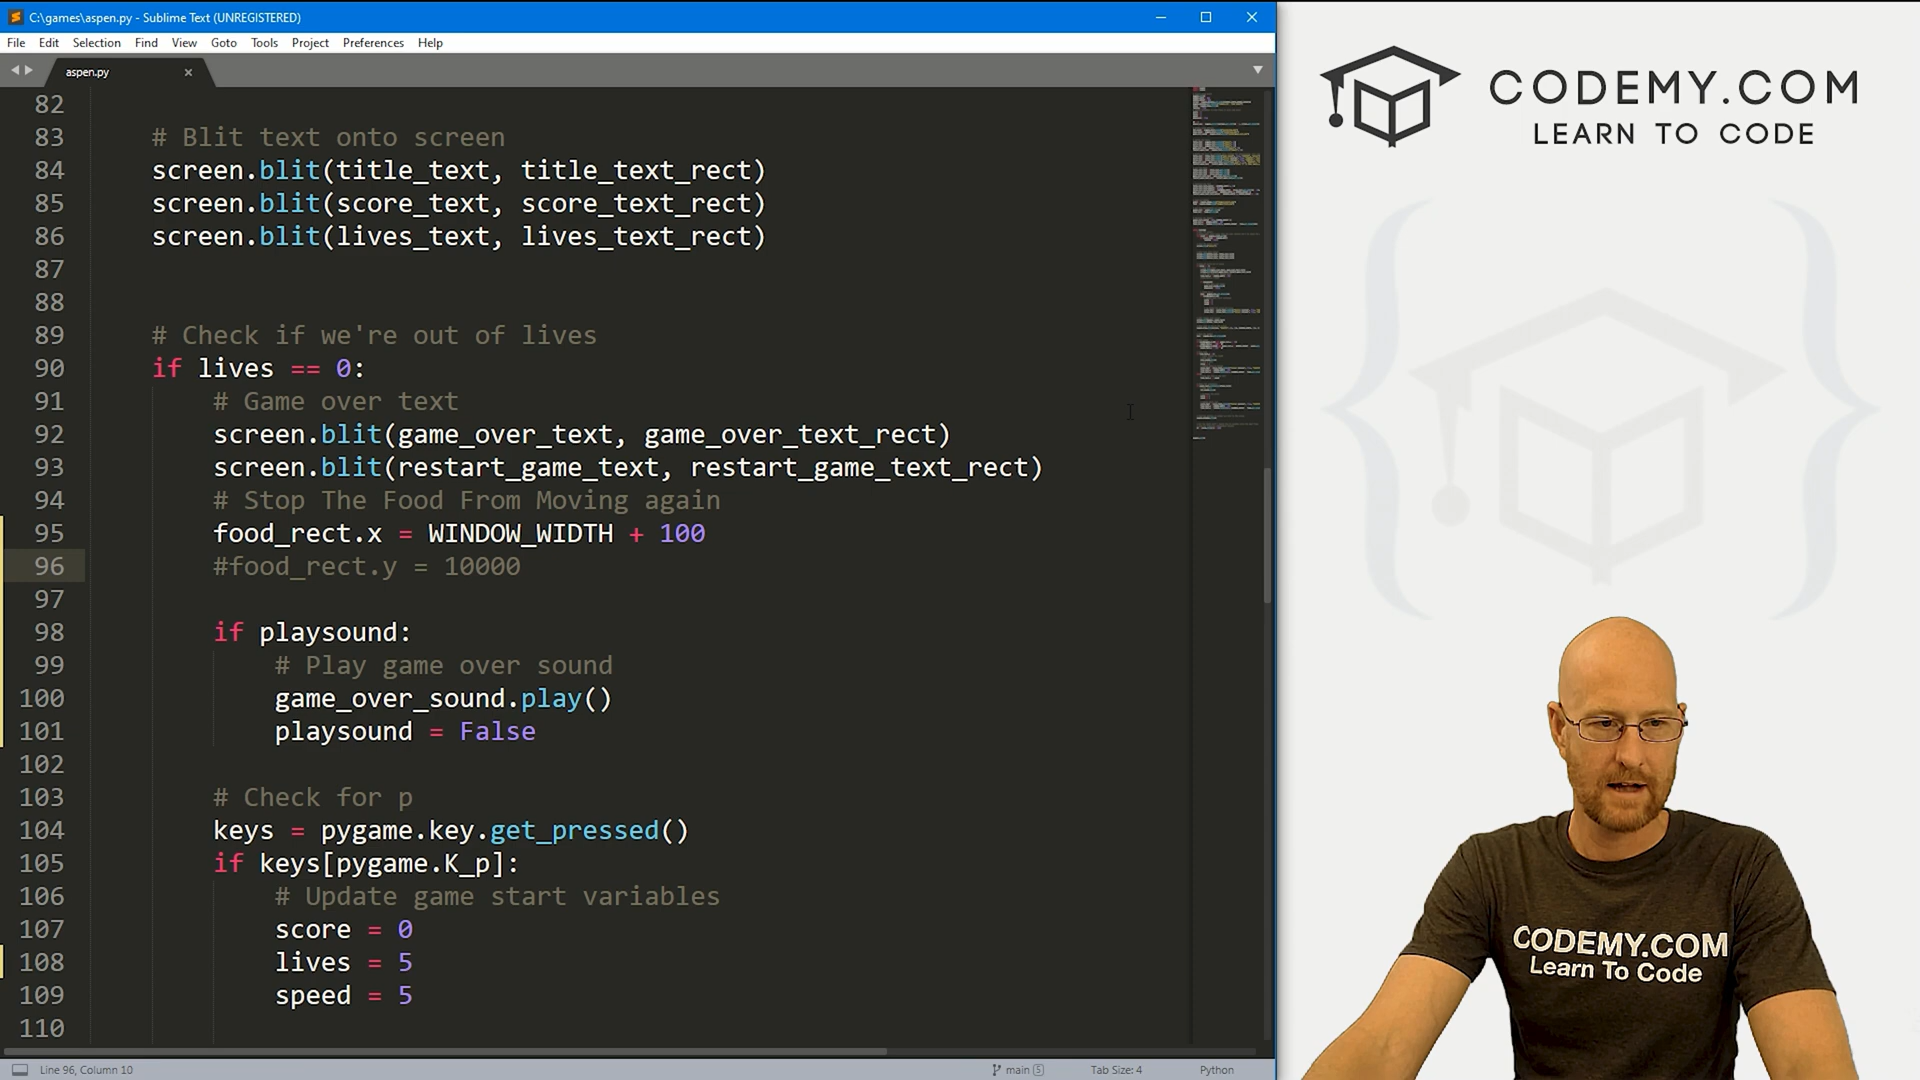 C:\games\aspen.py - Sublime Text (UNREGISTERED)
File Edit Selection Find View Goto Tools Project Preferences Help
aspen.py
82
83 # Blit text onto screen
84 screen.blit(title_text, title_text_rect)
85 screen.blit(score_text, score_text_rect)
86 screen.blit(lives_text, lives_text_rect)
87
88
89 # Check if we're out of lives
90 if lives == 0:
91 # Game over text
92 screen.blit(game_over_text, game_over_text_rect)
93 screen.blit(restart_game_text, restart_game_text_rect)
94 # Stop The Food From Moving again
95 food_rect.x = WINDOW_WIDTH + 100
96 #food_rect.y = 10000
97
98 if playsound:
99 # Play game over sound
100 game_over_sound.play()
101 playsound = False
102
103 # Check for p
104 keys = pygame.key.get_pressed()
105 if keys[pygame.K_p]:
106 # Update game start variables
107 score = 0
108 lives = 5
109 speed = 5
110
Line 96, Column 10
main 5
Tab Size: 4
Python
CODEMY.COM
LEARN TO CODE
CODEMY.COM
Learn To Code